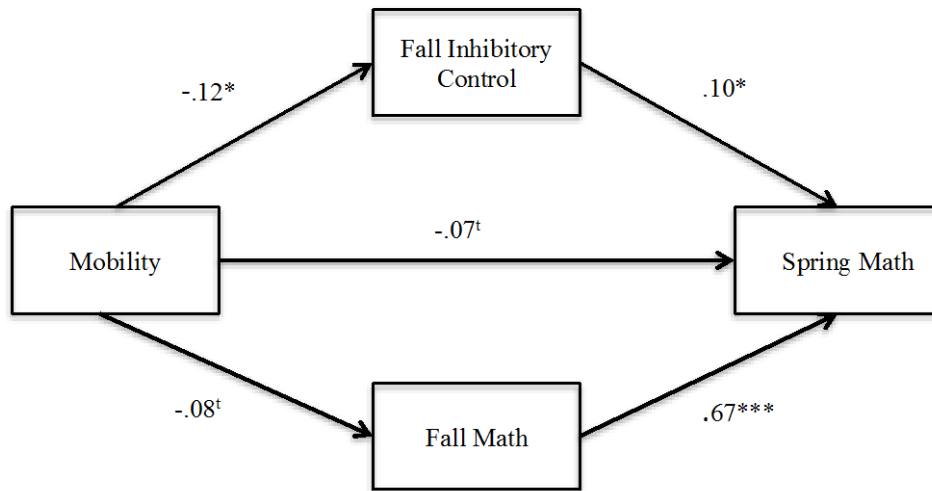 Fall Inhibitory
Control
-.12*
.10*
Mobility
-.07ᵗ
Spring Math
-.08ᵗ
Fall Math
.67***